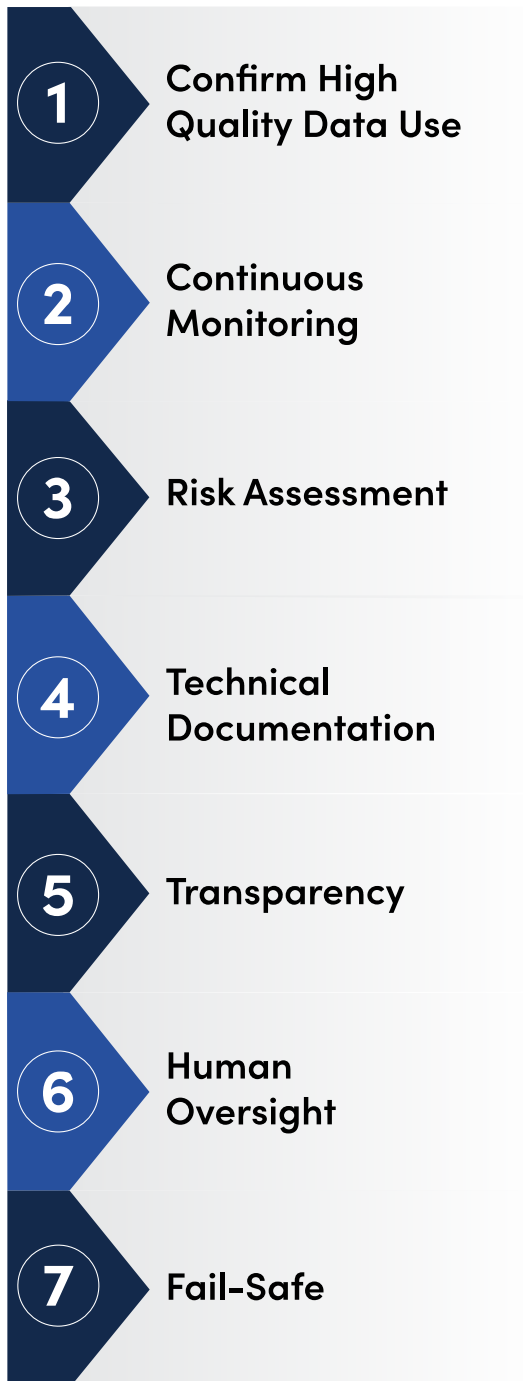 1
Confirm High
Quality Data Use
2
Continuous
Monitoring
3
Risk Assessment
4
Technical
Documentation
5
Transparency
6
Human
Oversight
7
Fail-Safe